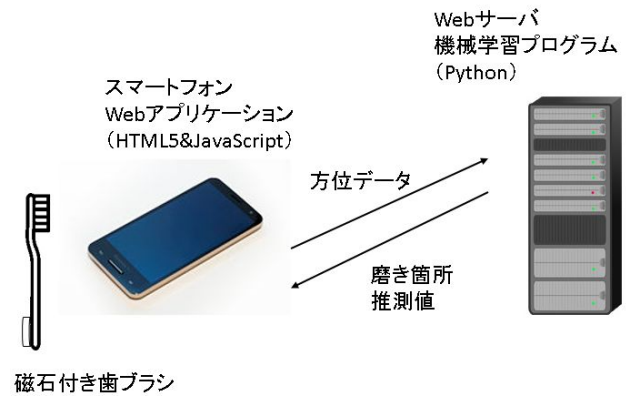 Webサーバ
機械学習プログラム
（Python）
スマートフォン
Webアプリケーション
（HTML5&JavaScript）
方位データ
磨き箇所
推測値
磁石付き歯ブラシ